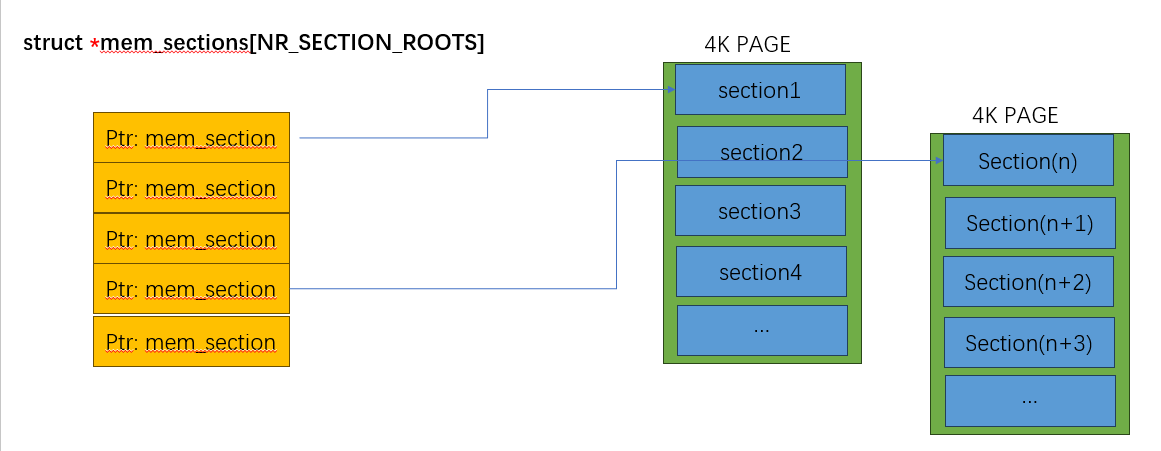 struct *mem_sections[NR_SECTION_ROOTS]
Ptr: mem_section
Ptr: mem_section
Ptr: mem_section
Ptr: mem_section
Ptr: mem_section
4K PAGE
section1
section2
section3
section4
...
4K PAGE
Section(n)
Section(n+1)
Section(n+2)
Section(n+3)
...